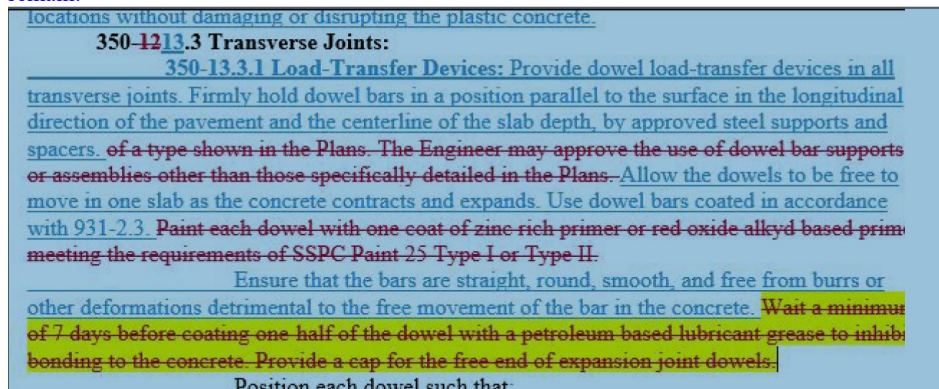 locations without damaging or disrupting the plastic concrete.
350-1213.3 Transverse Joints:
350-13.3.1 Load-Transfer Devices: Provide dowel load-transfer devices in all
transverse joints. Firmly hold dowel bars in a position parallel to the surface in the longitudinal
direction of the pavement and the centerline of the slab depth, by approved steel supports and
spacers. of a type shown in the Plans. The Engineer may approve the use of dowel bar supports
or assemblies other than those specifically detailed in the Plans. Allow the dowels to be free to
move in one slab as the concrete contracts and expands. Use dowel bars coated in accordance
with 931-2.3. Paint each dowel with one coat of zinc rich primer or red oxide alkyd based prim
meeting the requirements of SSPC Paint 25 Type I or Type II.
Ensure that the bars are straight, round, smooth, and free from burrs or
other deformations detrimental to the free movement of the bar in the concrete. Wait a minimu
of 7 days before coating one half of the dowel with a petroleum based lubricant grease to inhib
bonding to the concrete. Provide a cap for the free end of expansion joint dowels.
Position each dowel such that: